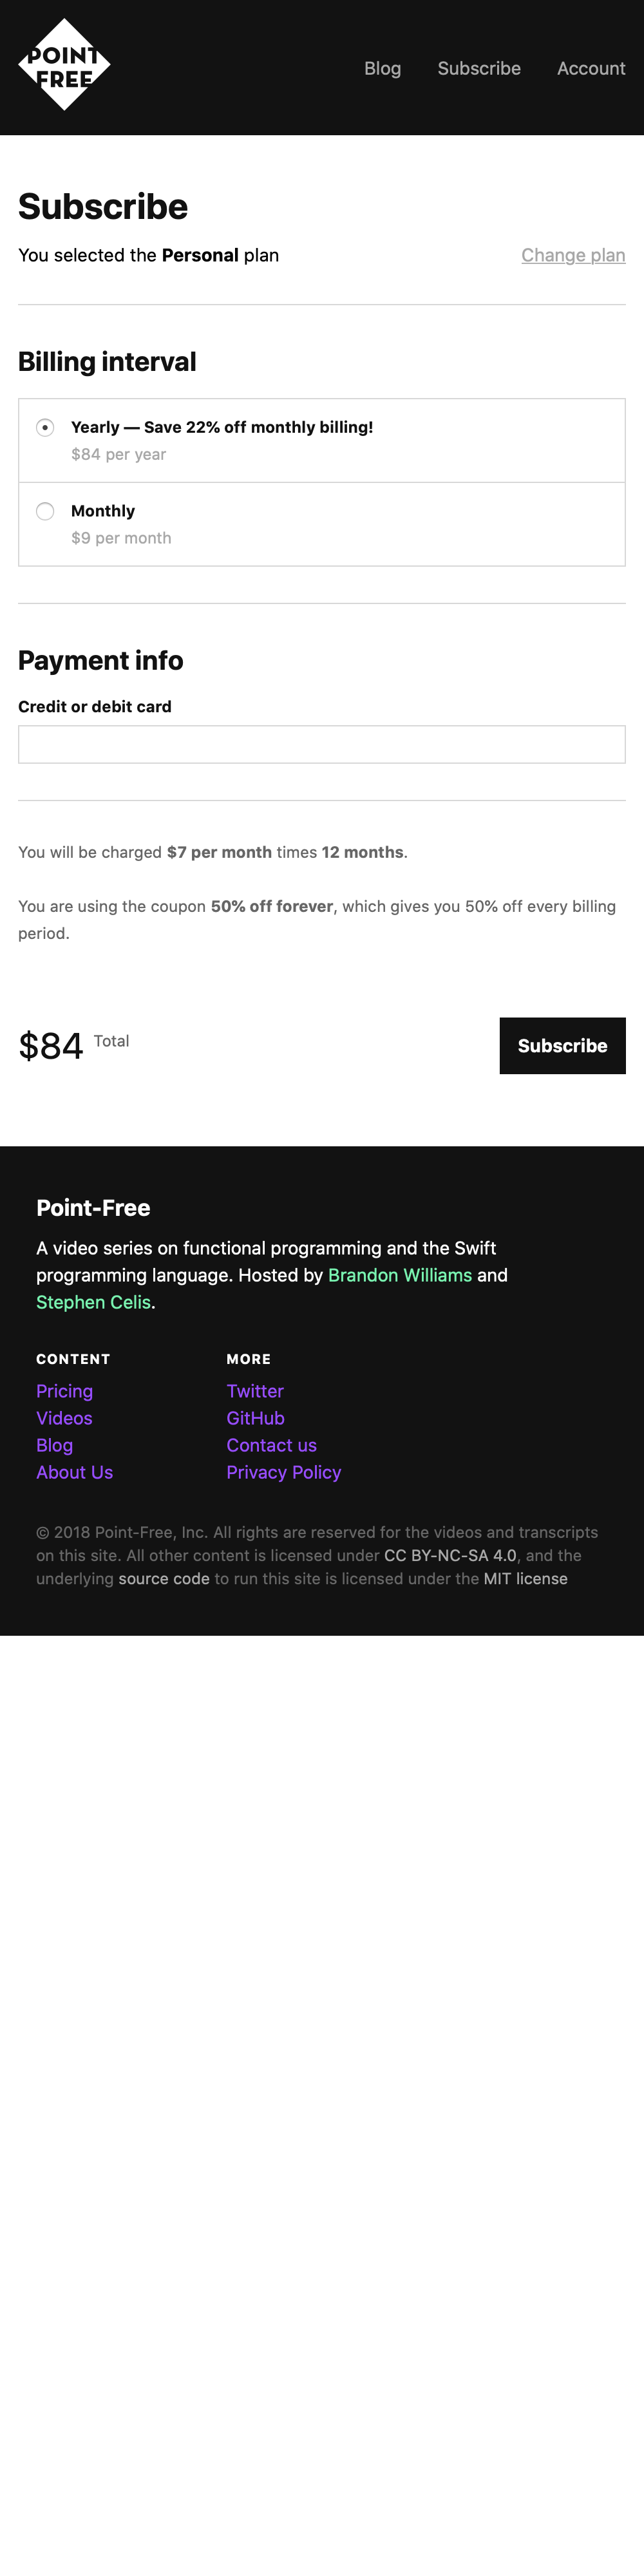 POINT
FREE
Blog Subscribe Account
Subscribe
You selected the Personal plan
Change plan
Billing interval
Yearly — Save 22% off monthly billing!
$84 per year
Monthly
$9 per month
Payment info
Credit or debit card
You will be charged $7 per month times 12 months.
You are using the coupon 50% off forever, which gives you 50% off every billing
period.
$84 Total
Subscribe
Point-Free
A video series on functional programming and the Swift
programming language. Hosted by Brandon Williams and
Stephen Celis.
CONTENT
Pricing
Videos
Blog
About Us
MORE
Twitter
GitHub
Contact us
Privacy Policy
© 2018 Point-Free, Inc. All rights are reserved for the videos and transcripts
on this site. All other content is licensed under CC BY-NC-SA 4.0, and the
underlying source code to run this site is licensed under the MIT license